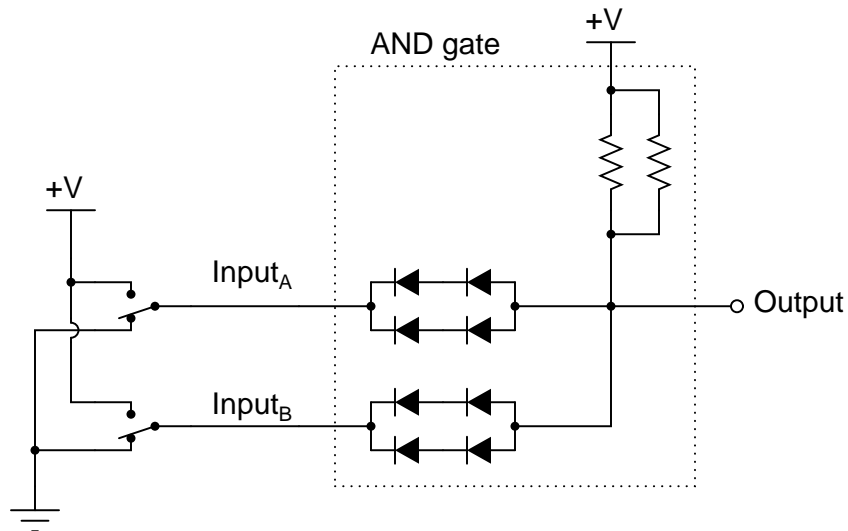 +V
AND gate
+V
Input_A
Output
Input_B